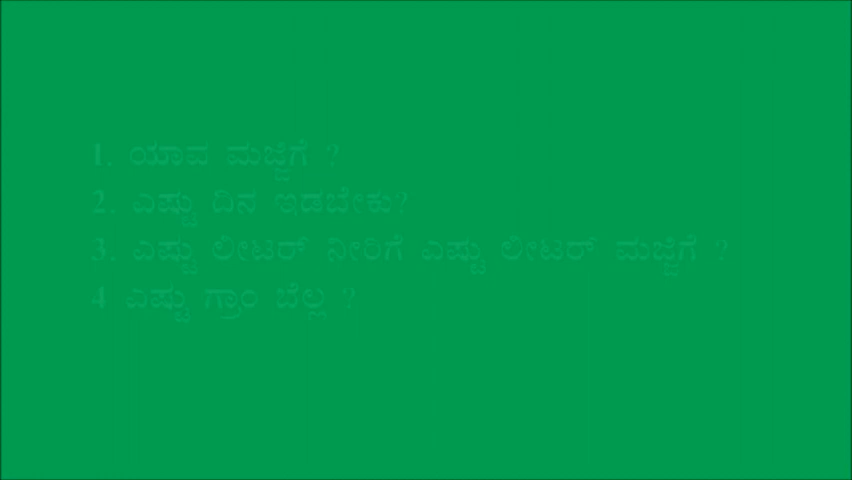 1. ಯಾವ ಮಜ್ಜಿಗೆ ?
2. ಎಷ್ಟು ದಿನ ಇಡಬೇಕು?
3. ಎಷ್ಟು ಲೀಟರ್ ನೀರಿಗೆ ಎಷ್ಟು ಲೀಟರ್ ಮಜ್ಜಿಗೆ ?
4 ಎಷ್ಟು ಗ್ರಾಂ ಬೆಲ್ಲ ?